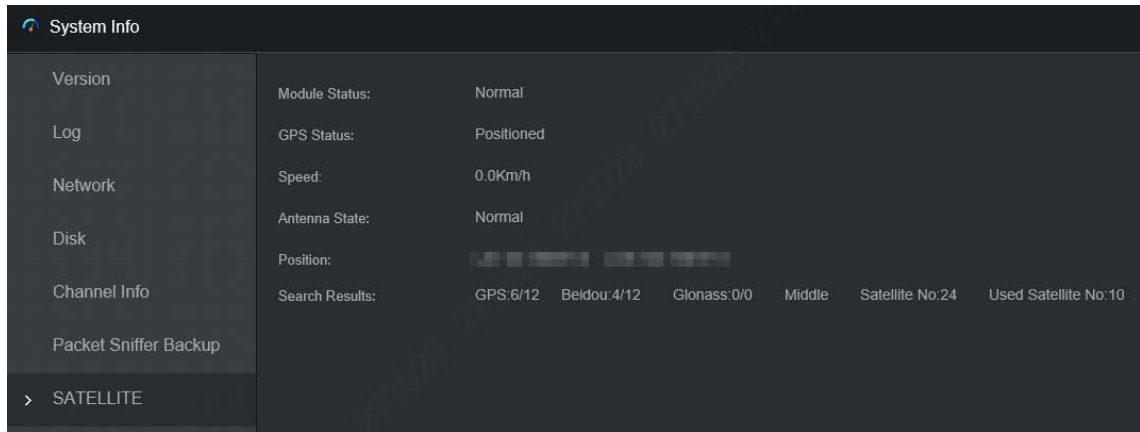 System Info
Version
Log
Network
Disk
Channel Info
Packet Sniffer Backup
SATELLITE
Module Status: Normal
GPS Status: Positioned
Speed: 0.0Km/h
Antenna State: Normal
Position:
Search Results: GPS:6/12 Beidou:4/12 Glonass:0/0 Middle Satellite No:24 Used Satellite No:10